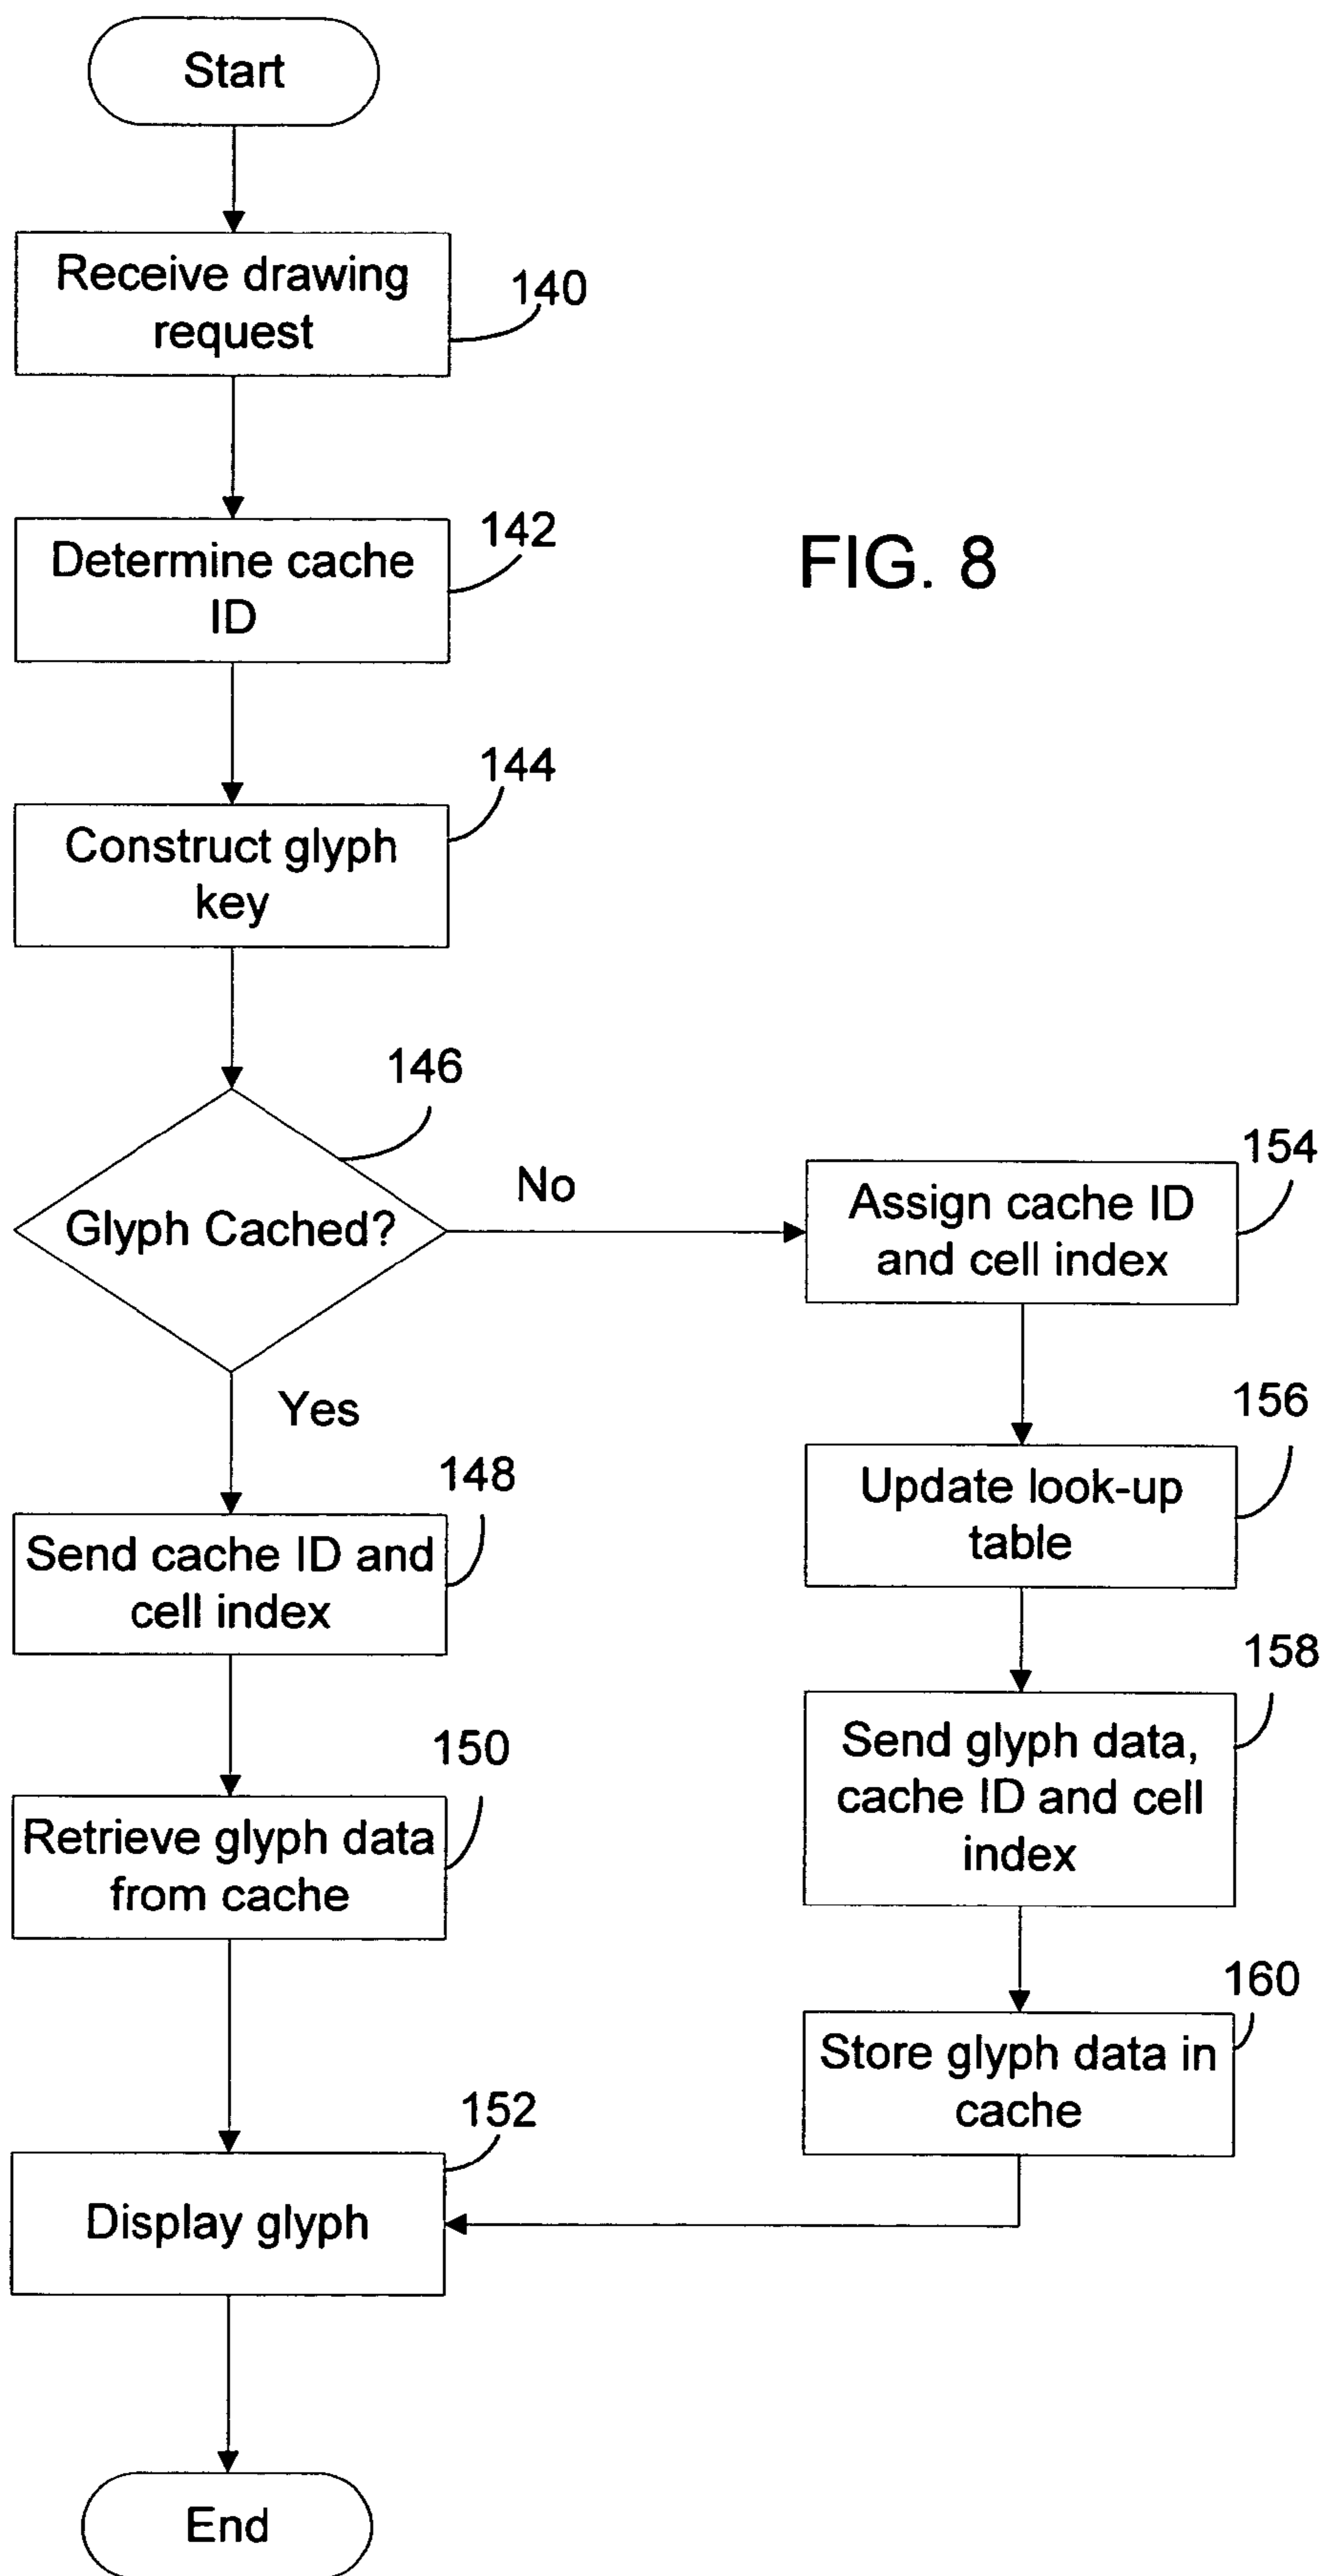 Start
Receive drawing
request
140
Determine cache
ID
142
FIG. 8
Construct glyph
key
144
Glyph Cached?
146
No
Yes
Send cache ID and
cell index
148
Retrieve glyph data
from cache
150
Assign cache ID
and cell index
154
Update look-up
table
156
Send glyph data,
cache ID and cell
index
158
Store glyph data in
cache
160
Display glyph
152
End